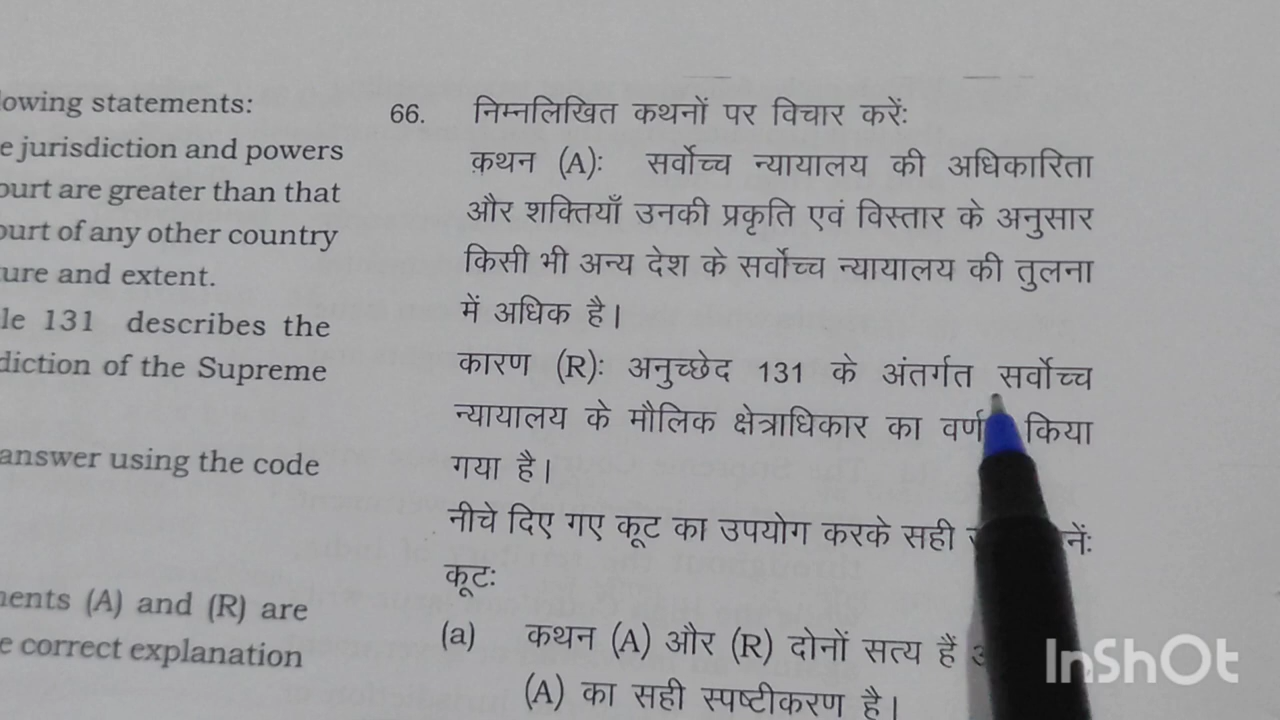 lowing statements:
e jurisdiction and powers
ourt are greater than that
ourt of any other country
ure and extent.
le 131 describes the
diction of the Supreme
answer using the code
ents (A) and (R) are
e correct explanation
66. निम्नलिखित कथनों पर विचार करें:
क़थन (A): सर्वोच्च न्यायालय की अधिकारिता
और शक्तियाँ उनकी प्रकृति एवं विस्तार के अनुसार
किसी भी अन्य देश के सर्वोच्च न्यायालय की तुलना
में अधिक है।
कारण (R): अनुच्छेद 131 के अंतर्गत सर्वोच्च
न्यायालय के मौलिक क्षेत्राधिकार का किया
गया है।
नीचे दिए गए कूट का उपयोग करके सही
कूटः
(a) कथन (A) और (R) दोनों सत्य हैं
(A) का सही स्पष्टीकरण है।
InShOt